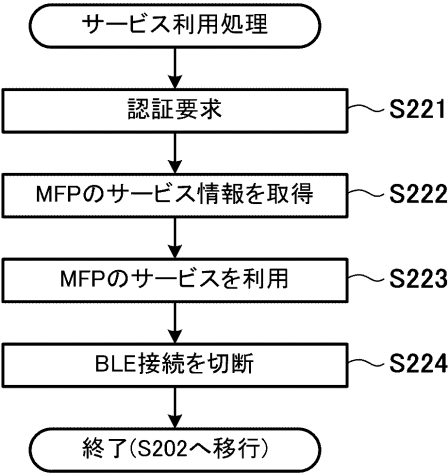 サービス利用処理
認証要求
S221
MFPのサービス情報を取得
S222
MFPのサービスを利用
S223
BLE接続を切断
S224
終了(S202へ移行)